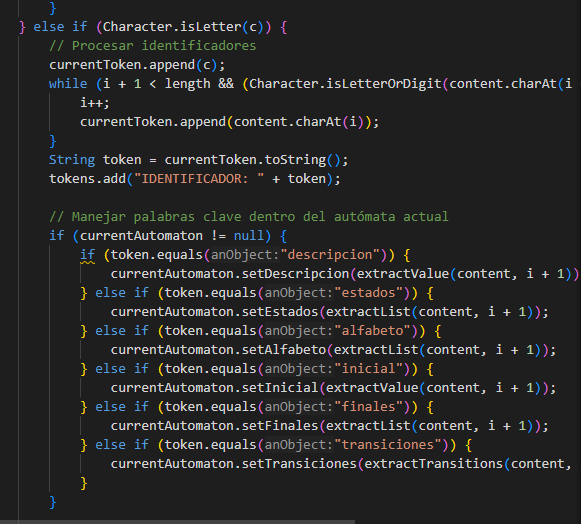 }
    } else if (Character.isLetter(c)) {
        // Procesar identificadores
        currentToken.append(c);
        while (i + 1 < length && (Character.isLetterOrDigit(content.charAt(i
            i++;
            currentToken.append(content.charAt(i));
        }
        String token = currentToken.toString();
        tokens.add("IDENTIFICADOR: " + token);

        // Manejar palabras clave dentro del autómata actual
        if (currentAutomaton != null) {
            if (token.equals(anObject:"descripcion")) {
                currentAutomaton.setDescripcion(extractValue(content, i + 1))
            } else if (token.equals(anObject:"estados")) {
                currentAutomaton.setEstados(extractList(content, i + 1));
            } else if (token.equals(anObject:"alfabeto")) {
                currentAutomaton.setAlfabeto(extractList(content, i + 1));
            } else if (token.equals(anObject:"inicial")) {
                currentAutomaton.setInicial(extractValue(content, i + 1));
            } else if (token.equals(anObject:"finales")) {
                currentAutomaton.setFinales(extractList(content, i + 1));
            } else if (token.equals(anObject:"transiciones")) {
                currentAutomaton.setTransiciones(extractTransitions(content,
            }
        }